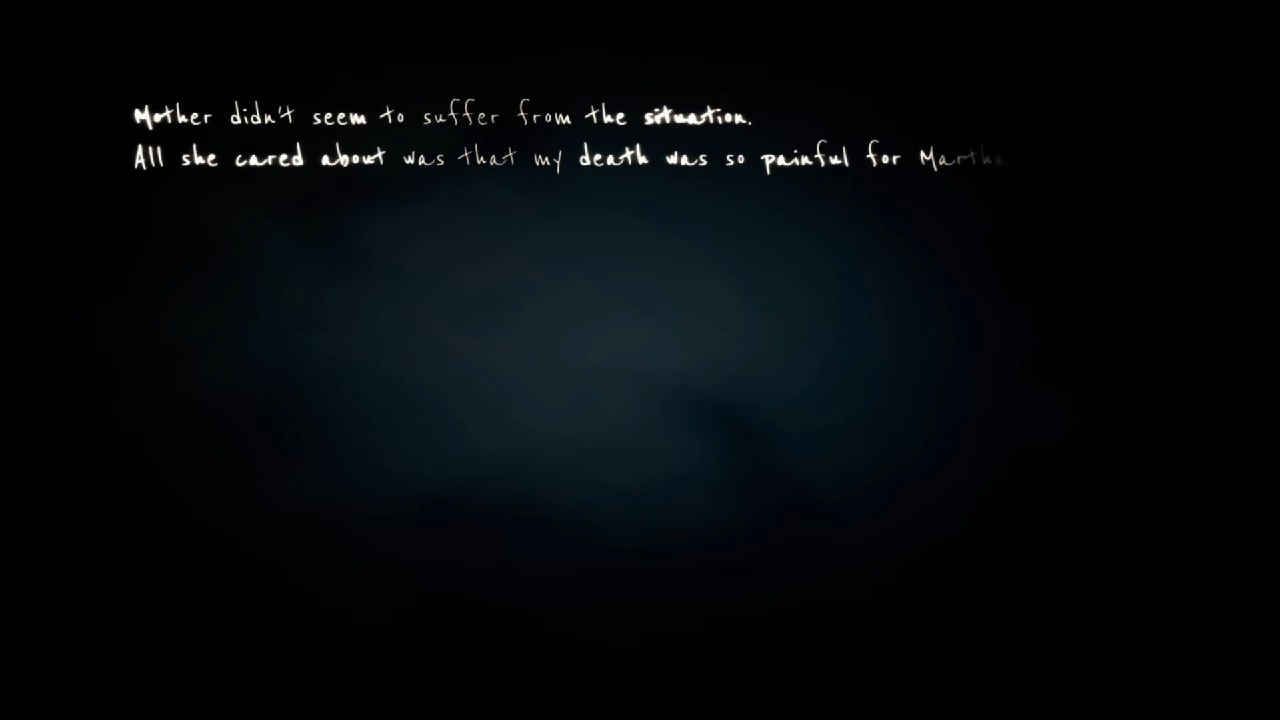 Mother didn't seem to suffer from the situation.
All she cared about was that my death was so painful for Martha